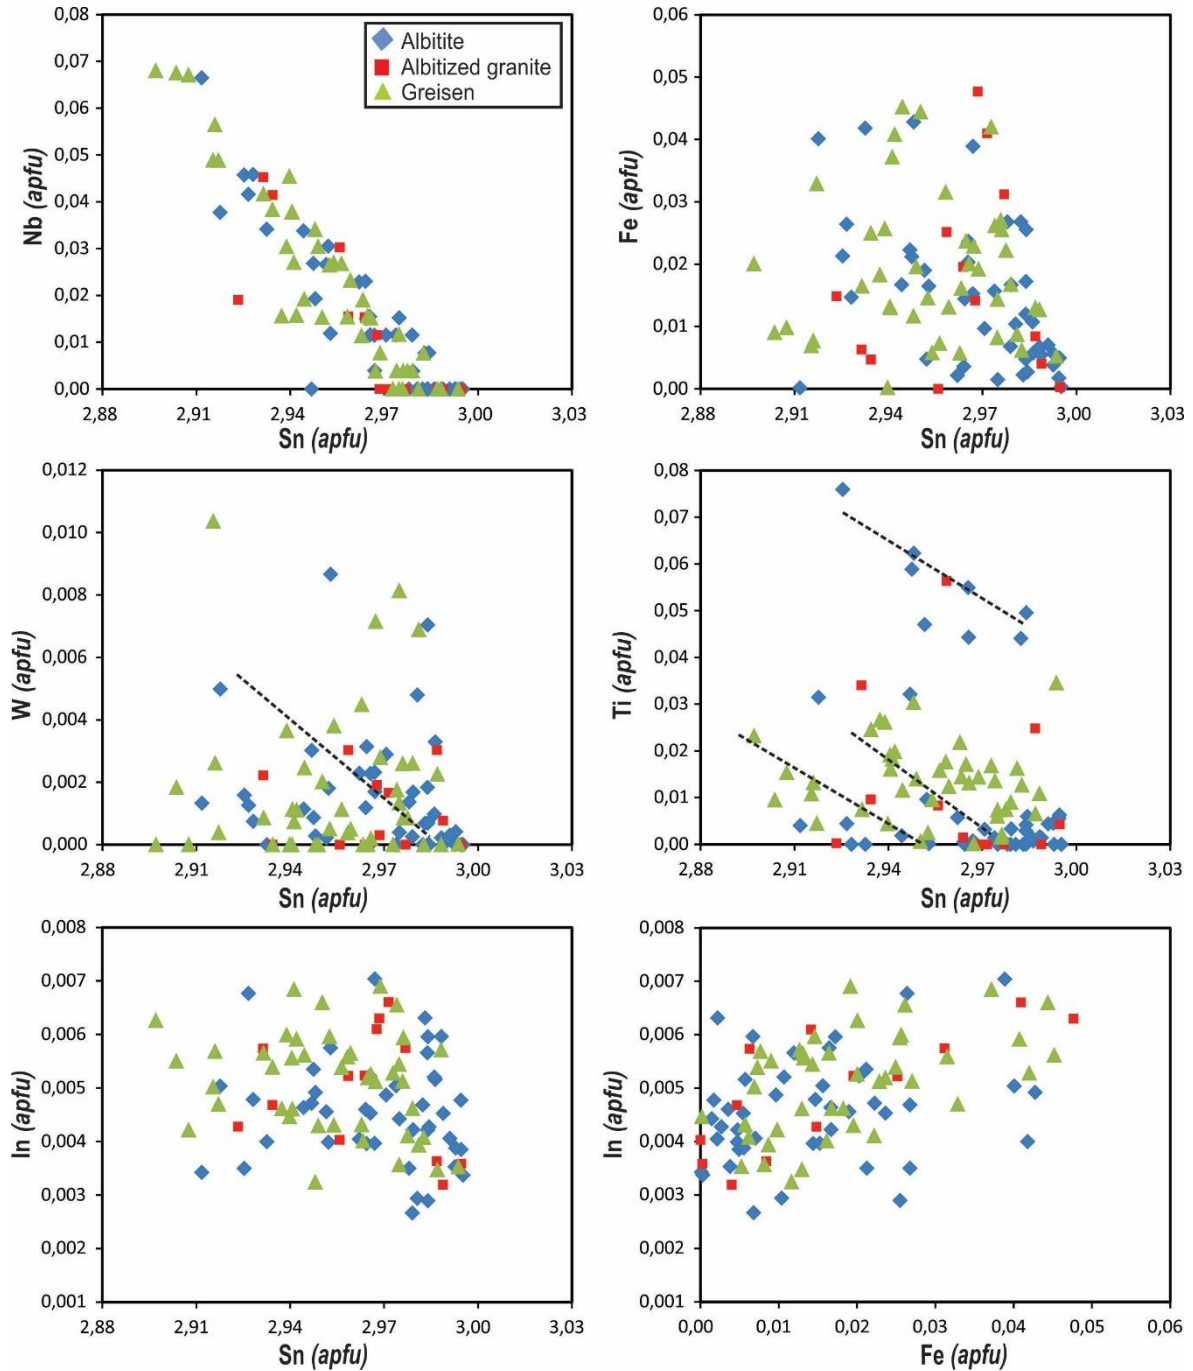 0,08
0,07
0,06
0,05
0,04
0,03
0,02
0,01
0,00
Nb (apfu)
Albitite
Albitized granite
Greisen
2,88 2,91 2,94 2,97 3,00 3,03
Sn (apfu)
0,06
0,05
0,04
0,03
0,02
0,01
0,00
Fe (apfu)
2,88 2,91 2,94 2,97 3,00 3,03
Sn (apfu)
0,012
0,010
0,008
0,006
0,004
0,002
0,000
W (apfu)
2,88 2,91 2,94 2,97 3,00 3,03
Sn (apfu)
0,08
0,07
0,06
0,05
0,04
0,03
0,02
0,01
0,00
Ti (apfu)
2,88 2,91 2,94 2,97 3,00 3,03
Sn (apfu)
0,008
0,007
0,006
0,005
0,004
0,003
0,002
0,001
In (apfu)
2,88 2,91 2,94 2,97 3,00 3,03
Sn (apfu)
0,008
0,007
0,006
0,005
0,004
0,003
0,002
0,001
In (apfu)
0,00 0,01 0,02 0,03 0,04 0,05 0,06
Fe (apfu)